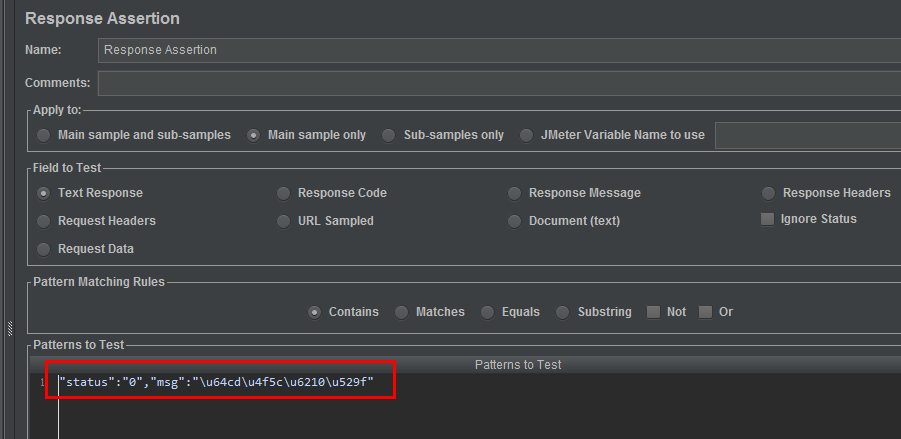 Response Assertion
Name: Response Assertion
Comments:
Apply to:
Main sample and sub-samples Main sample only Sub-samples only JMeter Variable Name to use
Field to Test
Text Response Response Code Response Message Response Headers
Request Headers URL Sampled Document (text) Ignore Status
Request Data
Pattern Matching Rules
Contains Matches Equals Substring Not Or
Patterns to Test
Patterns to Test
1 "status":"0","msg":"\u64cd\u4f5c\u6210\u529f"